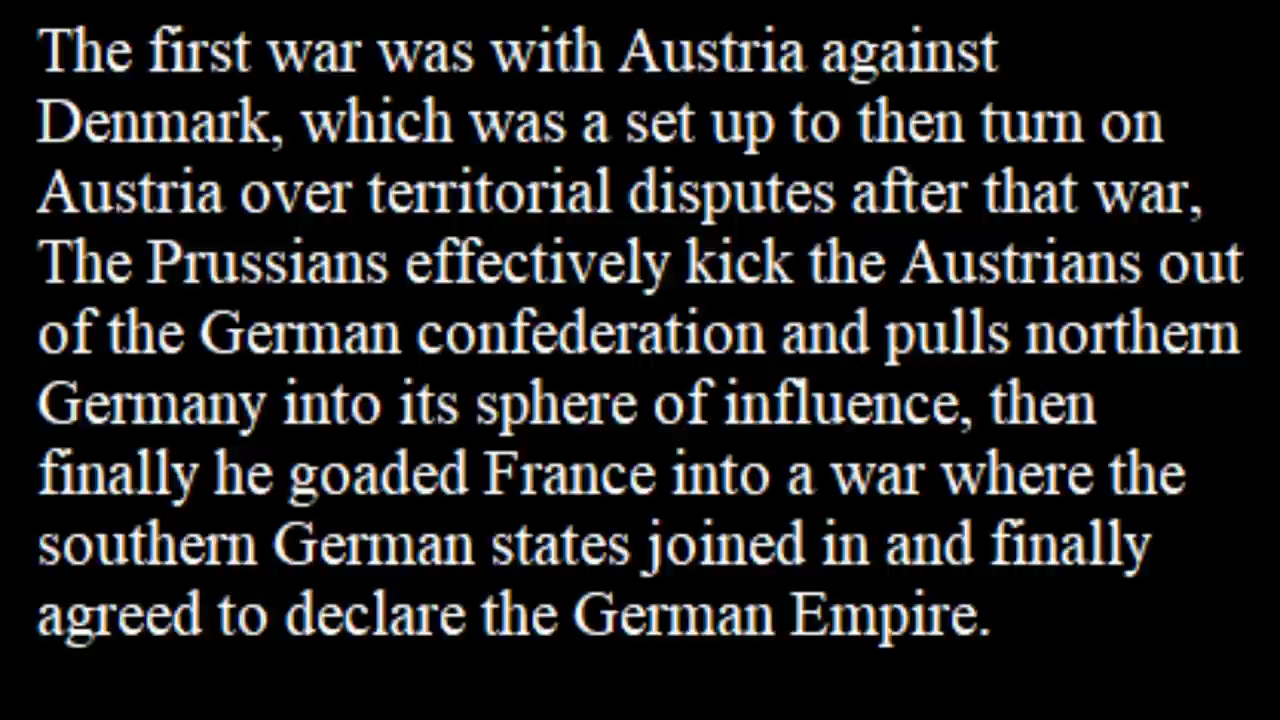 The first war was with Austria against
Denmark, which was a set up to then turn on
Austria over territorial disputes after that war,
The Prussians effectively kick the Austrians out
of the German confederation and pulls northern
Germany into its sphere of influence, then
finally he goaded France into a war where the
southern German states joined in and finally
agreed to declare the German Empire.